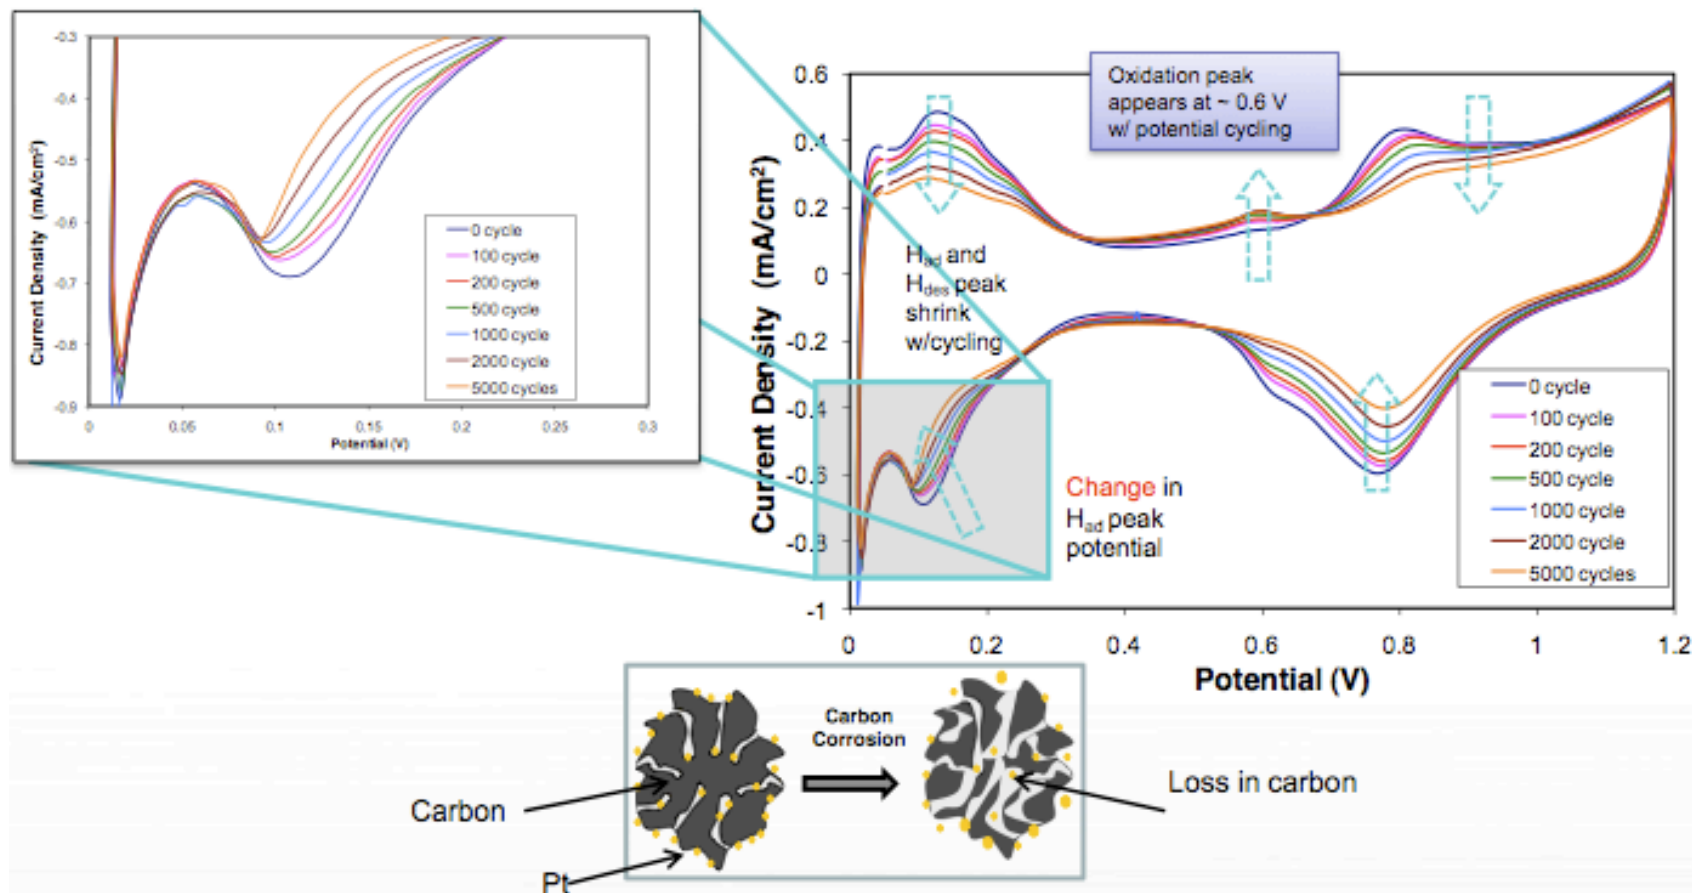 -0.3
-0.4
-0.5
-0.6
-0.7
-0.8
-0.9
Current Density (mA/cm²)
0
0.05
0.1
0.15
0.2
0.25
0.3
Potential (V)
0 cycle
100 cycle
200 cycle
500 cycle
1000 cycle
2000 cycle
5000 cycles
Oxidation peak
appears at ~ 0.6 V
w/ potential cycling
0.6
0.4
0.2
0
-0.2
-0.4
-0.6
-0.8
-1
Current Density (mA/cm²)
H_ad and
H_des peak
shrink
w/cycling
Change in
H_ad peak
potential
0 cycle
100 cycle
200 cycle
500 cycle
1000 cycle
2000 cycle
5000 cycles
0
0.2
0.4
0.6
0.8
1
1.2
Potential (V)
Carbon
Corrosion
Carbon
Loss in carbon
Pt